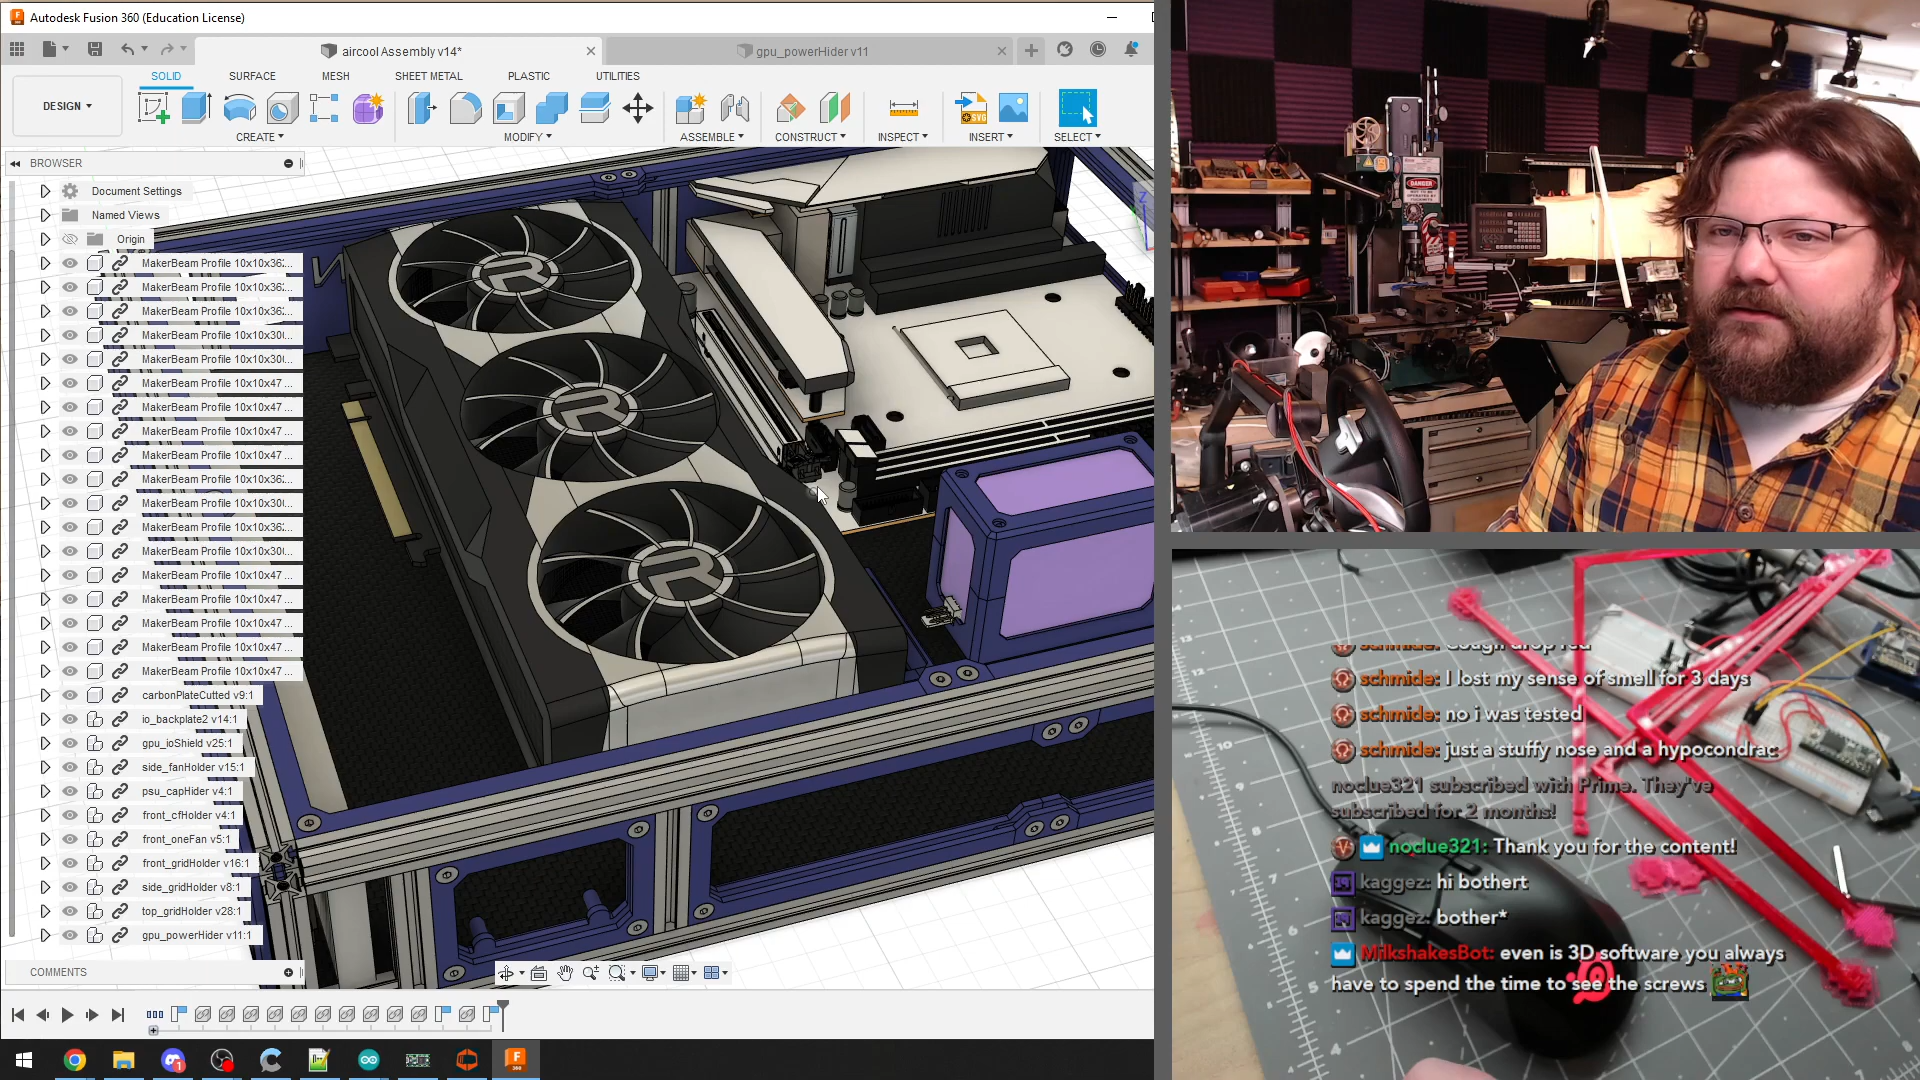 Autodesk Fusion 360 (Education License)
aircool Assembly v14*
gpu_powerHider v11
DESIGN
SOLID
SURFACE
MESH
SHEET METAL
PLASTIC
UTILITIES
CREATE
MODIFY
ASSEMBLE
CONSTRUCT
INSPECT
INSERT
SELECT
BROWSER
Document Settings
Named Views
Origin
MakerBeam Profile 10x10x36...
MakerBeam Profile 10x10x36...
MakerBeam Profile 10x10x36...
MakerBeam Profile 10x10x30...
MakerBeam Profile 10x10x30...
MakerBeam Profile 10x10x47 ...
MakerBeam Profile 10x10x47 ...
MakerBeam Profile 10x10x47 ...
MakerBeam Profile 10x10x47 ...
MakerBeam Profile 10x10x36...
MakerBeam Profile 10x10x30...
MakerBeam Profile 10x10x36...
MakerBeam Profile 10x10x30...
MakerBeam Profile 10x10x47 ...
MakerBeam Profile 10x10x47 ...
MakerBeam Profile 10x10x47 ...
MakerBeam Profile 10x10x47 ...
MakerBeam Profile 10x10x47 ...
carbonPlateCutted v9:1
io_backplate2 v14:1
gpu_ioShield v25:1
side_fanHolder v15:1
psu_capHider v4:1
front_cfHolder v4:1
front_oneFan v5:1
front_gridHolder v16:1
side_gridHolder v8:1
top_gridHolder v28:1
gpu_powerHider v11:1
COMMENTS
Z
DANGER
schmide: Cough drop red
schmide: I lost my sense of smell for 3 days
schmide: no i was tested
schmide: just a stuffy nose and a hypocondrac
noclue321 subscribed with Prime. They've
subscribed for 2 months!
noclue321: Thank you for the content!
kaggez: hi bothert
kaggez: bother*
MilkshakesBot: even is 3D software you always
have to spend the time to see the screws